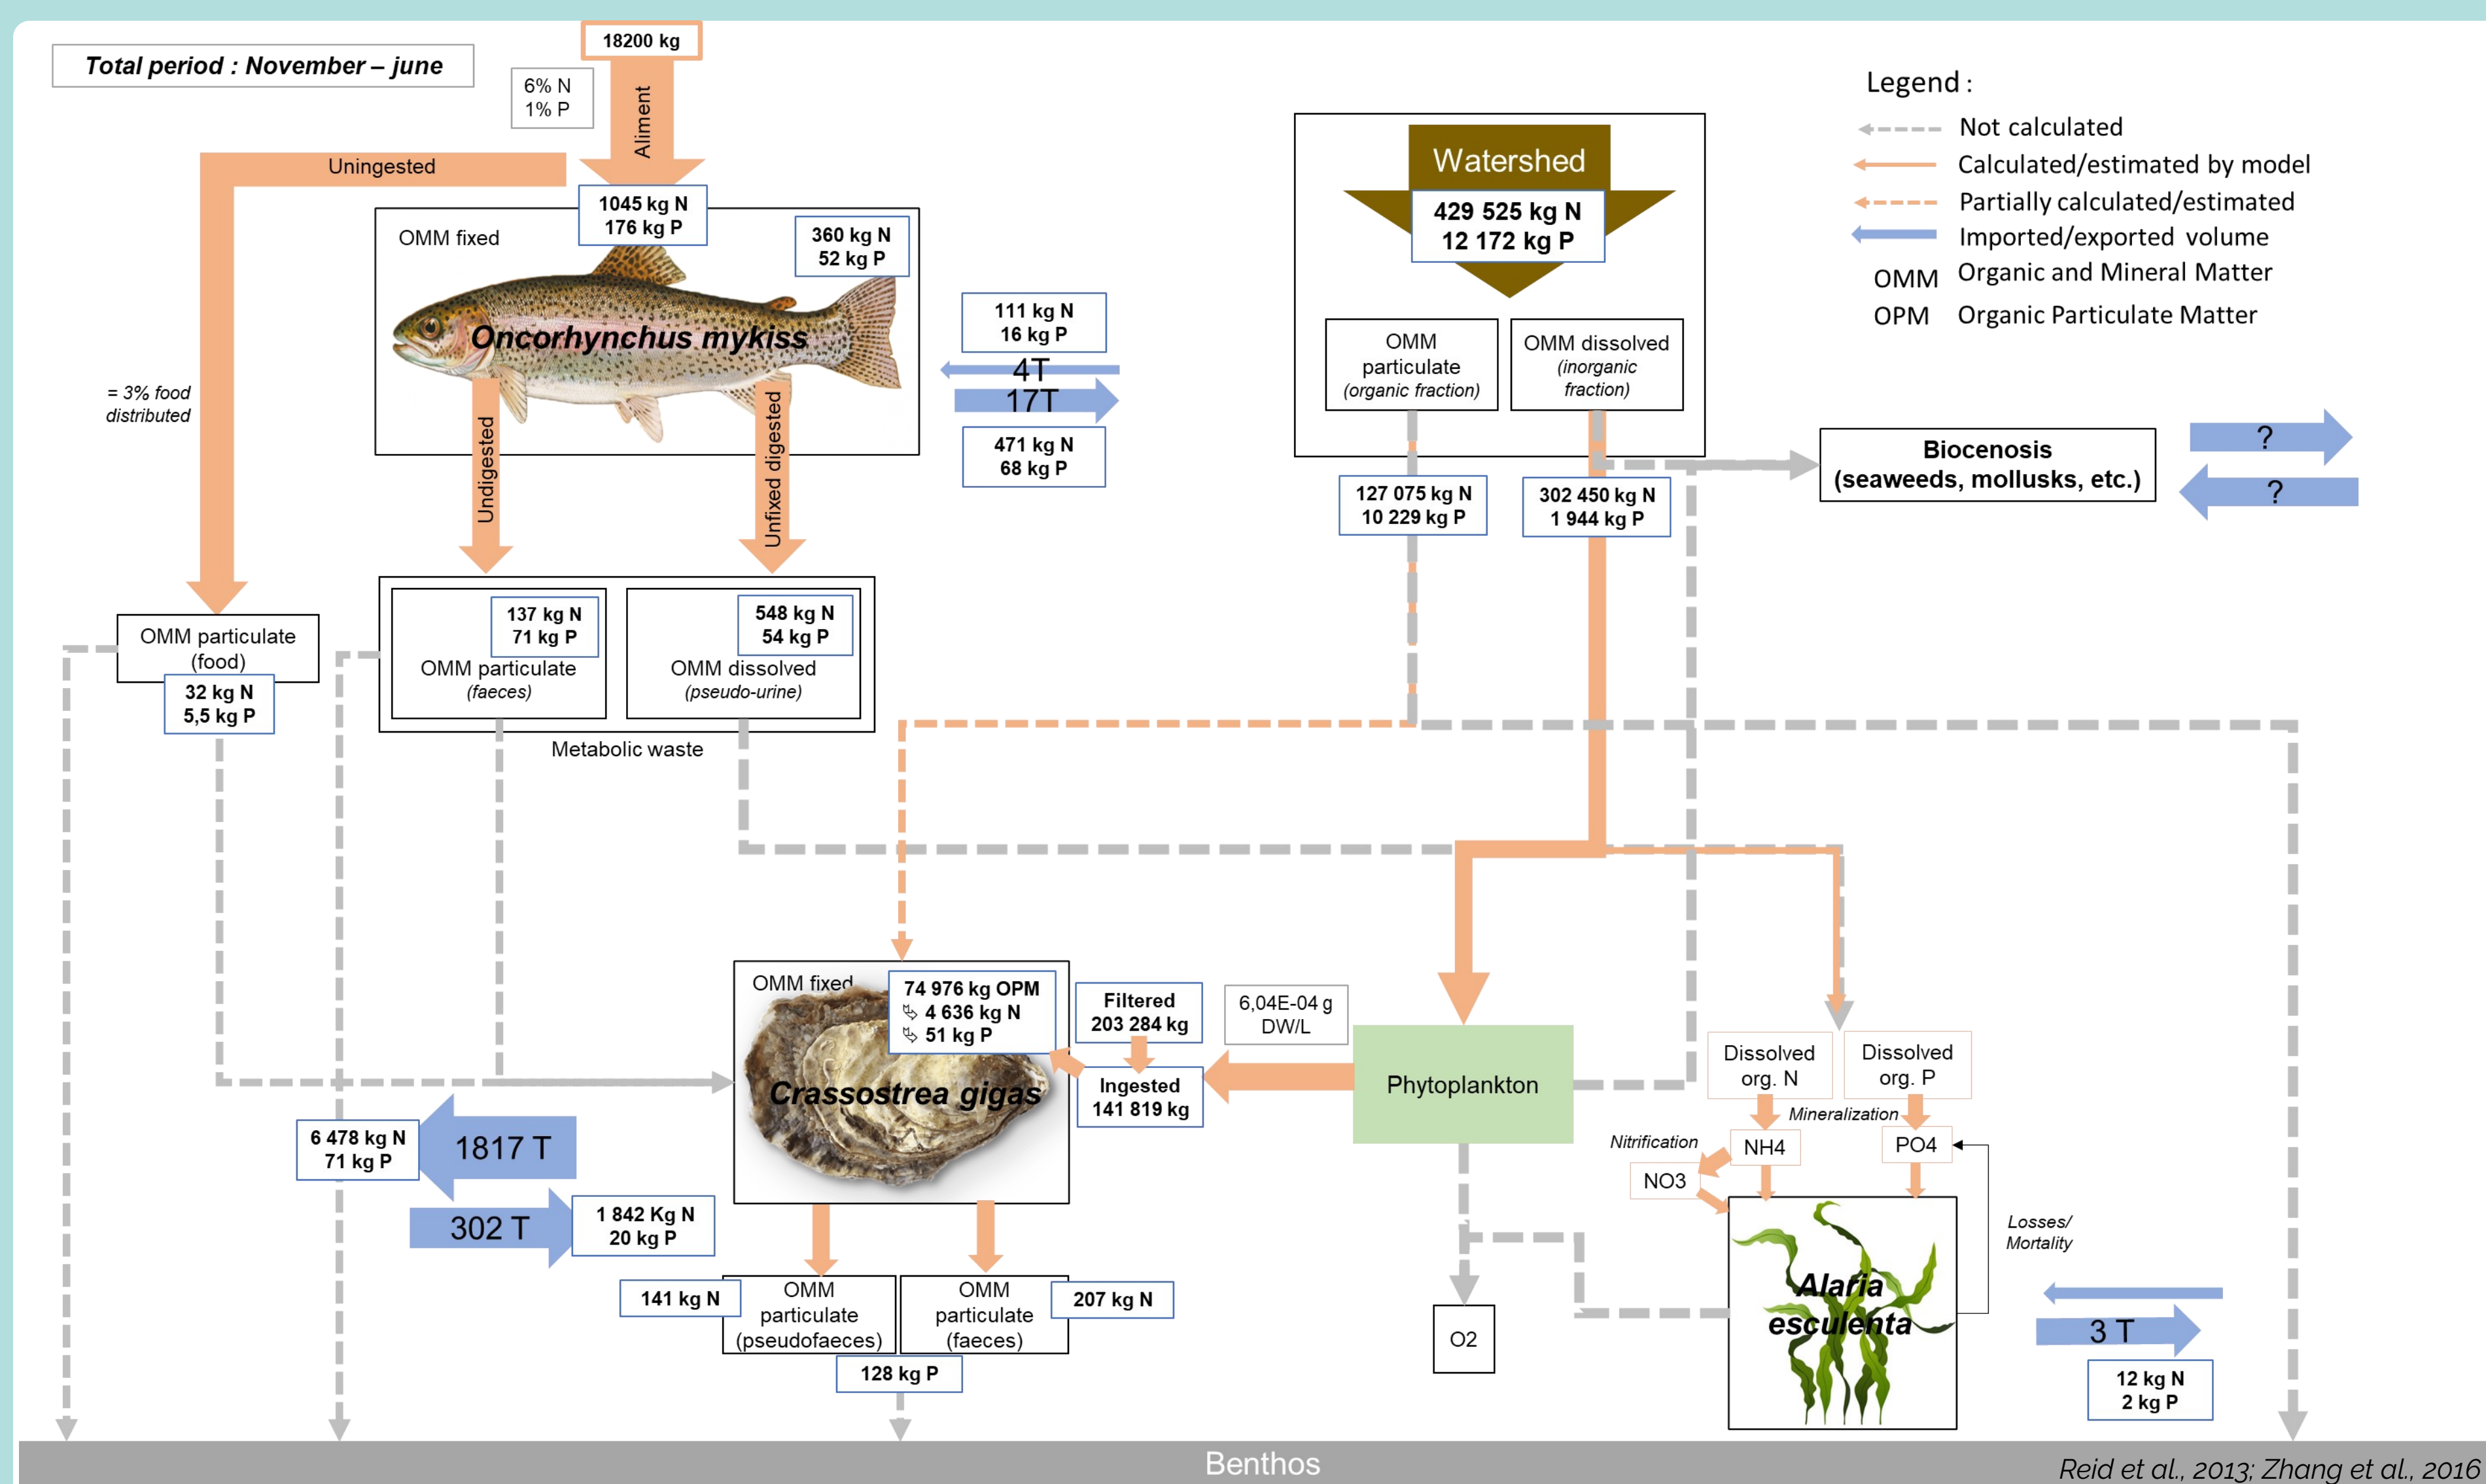 Total period : November – june
18200 kg
6% N
1% P
Aliment
Uningested
1045 kg N
176 kg P
OMM fixed
360 kg N
52 kg P
Oncorhynchus mykiss
111 kg N
16 kg P
4T
17T
471 kg N
68 kg P
= 3% food
distributed
Undigested
Unfixed digested
OMM particulate
(food)
32 kg N
5,5 kg P
137 kg N
71 kg P
OMM particulate
(faeces)
548 kg N
54 kg P
OMM dissolved
(pseudo-urine)
Metabolic waste
Watershed
429 525 kg N
12 172 kg P
OMM
particulate
(organic fraction)
OMM dissolved
(inorganic
fraction)
127 075 kg N
10 229 kg P
302 450 kg N
1 944 kg P
Legend :
Not calculated
Calculated/estimated by model
Partially calculated/estimated
Imported/exported volume
OMM Organic and Mineral Matter
OPM Organic Particulate Matter
Biocenosis
(seaweeds, mollusks, etc.)
?
?
OMM fixed
74 976 kg OPM
4 636 kg N
51 kg P
Crassostrea gigas
Filtered
203 284 kg
Ingested
141 819 kg
6,04E-04 g
DW/L
Phytoplankton
6 478 kg N
71 kg P
1817 T
302 T
1 842 Kg N
20 kg P
141 kg N
OMM
particulate
(pseudofaeces)
OMM
particulate
(faeces)
207 kg N
128 kg P
O2
Dissolved
org. N
Dissolved
org. P
Mineralization
Nitrification
NH4
PO4
NO3
Losses/
Mortality
Alaria
esculenta
3 T
12 kg N
2 kg P
Benthos
Reid et al., 2013; Zhang et al., 2016